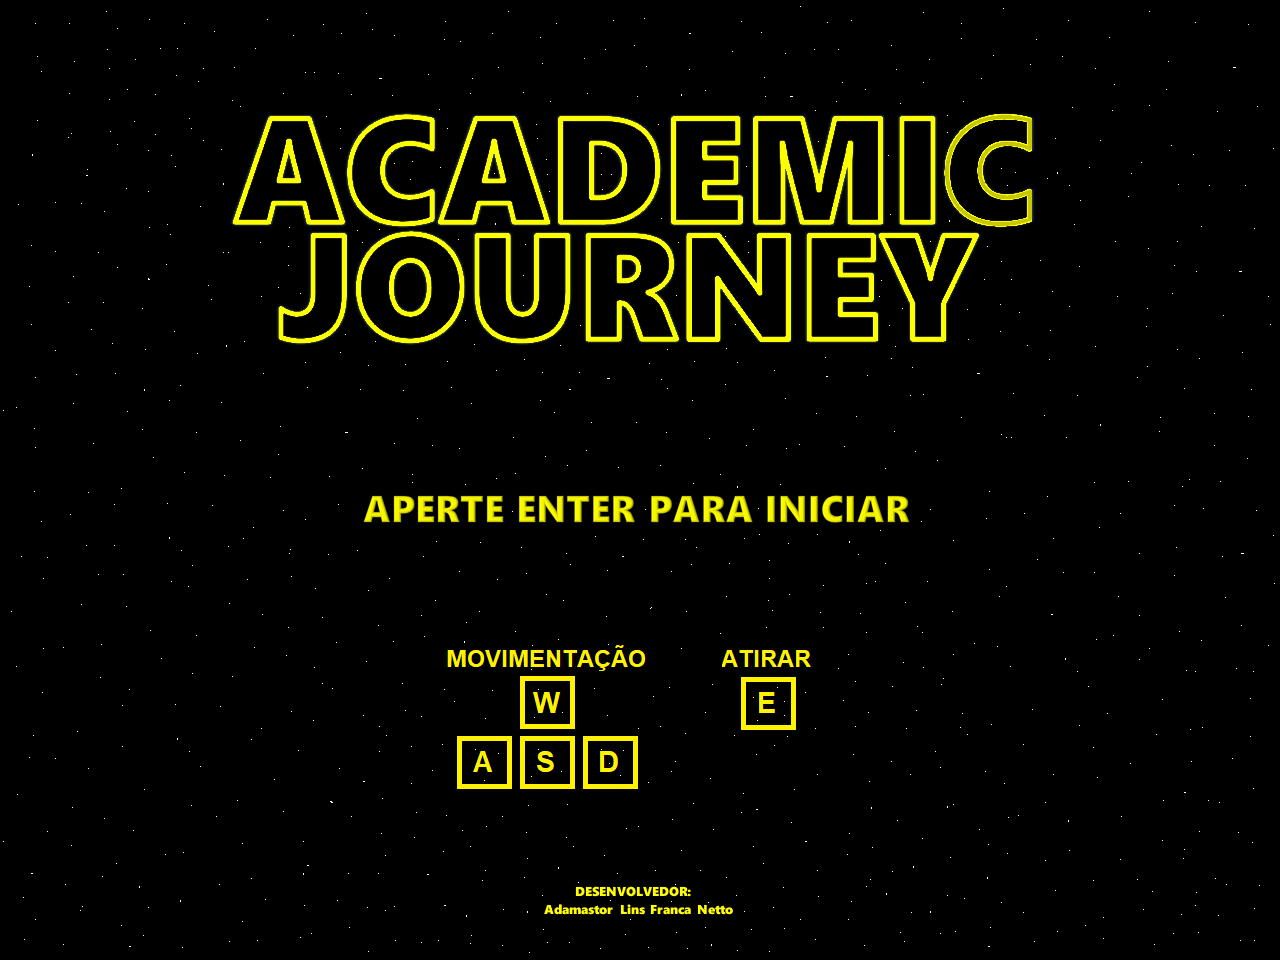 ACADEMIC
JOURNEY
APERTE ENTER PARA INICIAR
MOVIMENTAÇÃO ATIRAR
W E
A S D
DESENVOLVEDOR:
Adamastor Lins Franca Netto